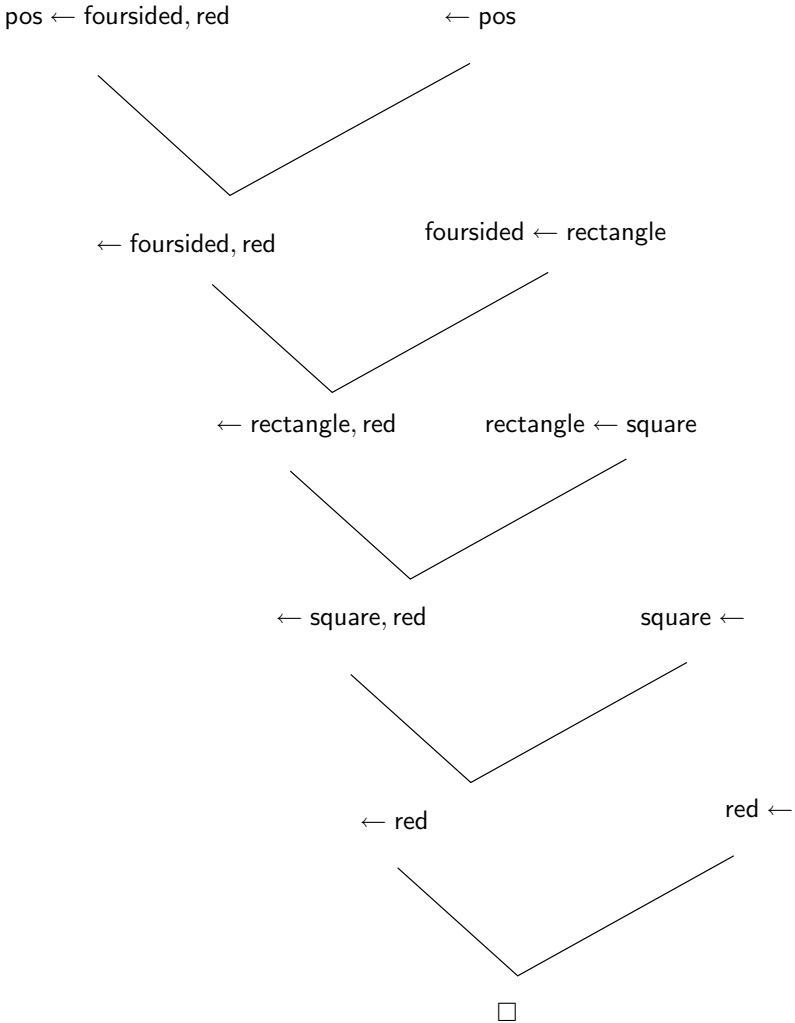 pos ← foursided, red
← pos
← foursided, red
foursided ← rectangle
← rectangle, red
rectangle ← square
← square, red
square ←
← red
red ←
□